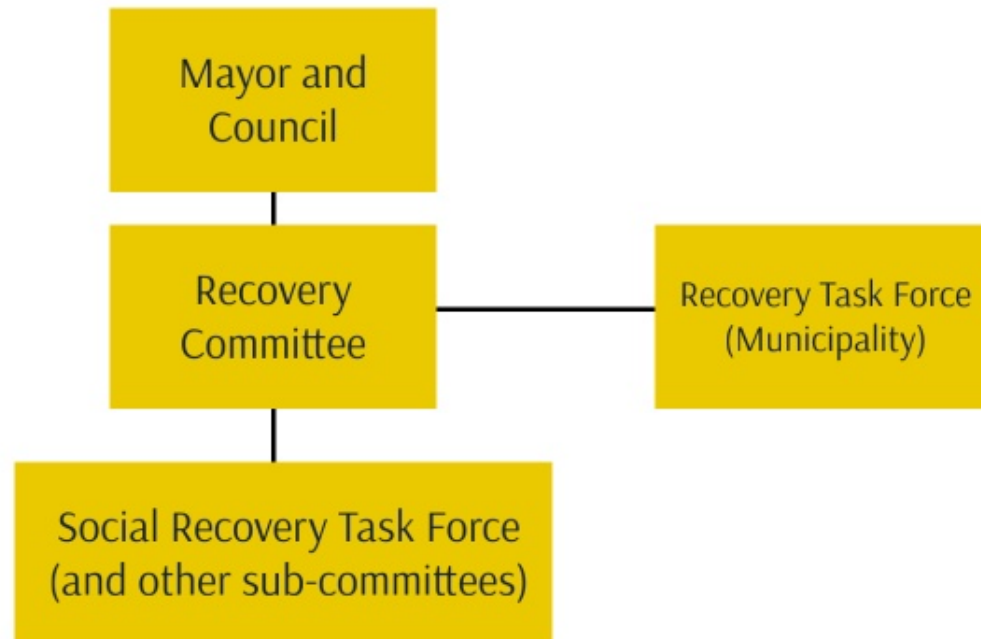 Mayor and
Council
Recovery
Committee
Recovery Task Force
(Municipality)
Social Recovery Task Force
(and other sub-committees)